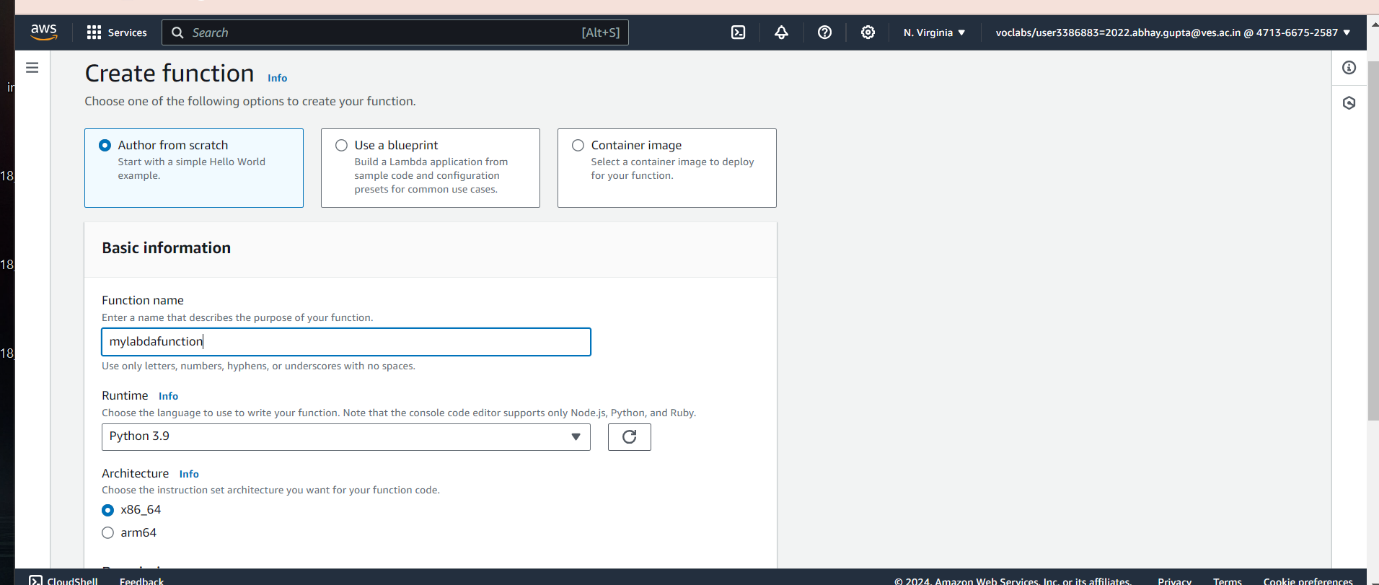 aws Services Search [Alt+S] N. Virginia voclabs/user3386883=2022.abhay.gupta@ves.ac.in @ 4713-6675-2587
Create function Info
Choose one of the following options to create your function.
Author from scratch
Start with a simple Hello World
example.
Use a blueprint
Build a Lambda application from
sample code and configuration
presets for common use cases.
Container image
Select a container image to deploy
for your function.
Basic information
Function name
Enter a name that describes the purpose of your function.
mylabdafunction
Use only letters, numbers, hyphens, or underscores with no spaces.
Runtime Info
Choose the language to use to write your function. Note that the console code editor supports only Node.js, Python, and Ruby.
Python 3.9
Architecture Info
Choose the instruction set architecture you want for your function code.
x86_64
arm64
CloudShell Feedback © 2024, Amazon Web Services, Inc. or its affiliates. Privacy Terms Cookie preferences
in
18
18
18